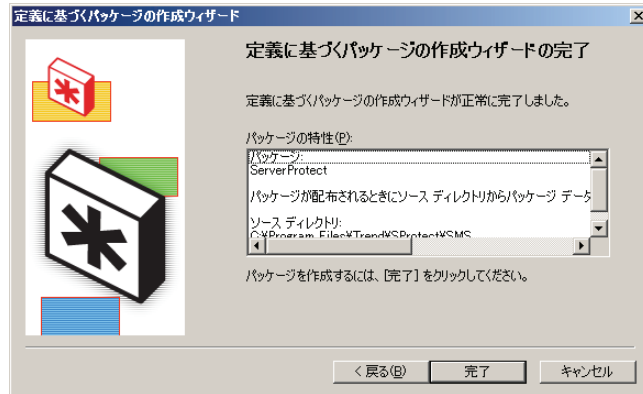 定義に基づくパッケージの作成ウィザード
定義に基づくパッケージの作成ウィザードの完了
定義に基づくパッケージの作成ウィザードが正常に完了しました。
パッケージの特性(P):
パッケージ:
ServerProtect
パッケージが配布されるときにソース ディレクトリからパッケージ データ
ソース ディレクトリ:
C:¥Program Files¥Trend¥SProtect¥SMS
パッケージを作成するには、[完了] をクリックしてください。
< 戻る(B)
完了
キャンセル